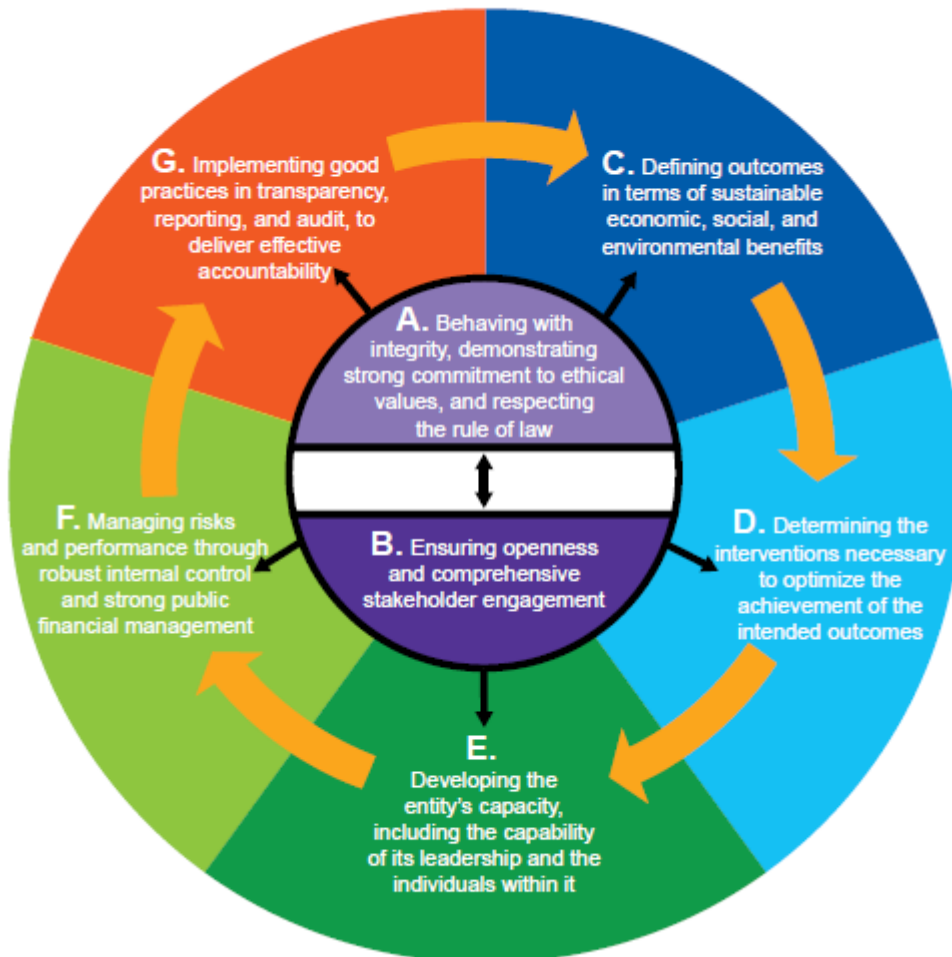 A. Behaving with
integrity, demonstrating
strong commitment to ethical
values, and respecting
the rule of law
B. Ensuring openness
and comprehensive
stakeholder engagement
C. Defining outcomes
in terms of sustainable
economic, social, and
environmental benefits
D. Determining the
interventions necessary
to optimize the
achievement of the
intended outcomes
E.
Developing the
entity's capacity,
including the capability
of its leadership and the
individuals within it
F. Managing risks
and performance through
robust internal control
and strong public
financial management
G. Implementing good
practices in transparency,
reporting, and audit, to
deliver effective
accountability